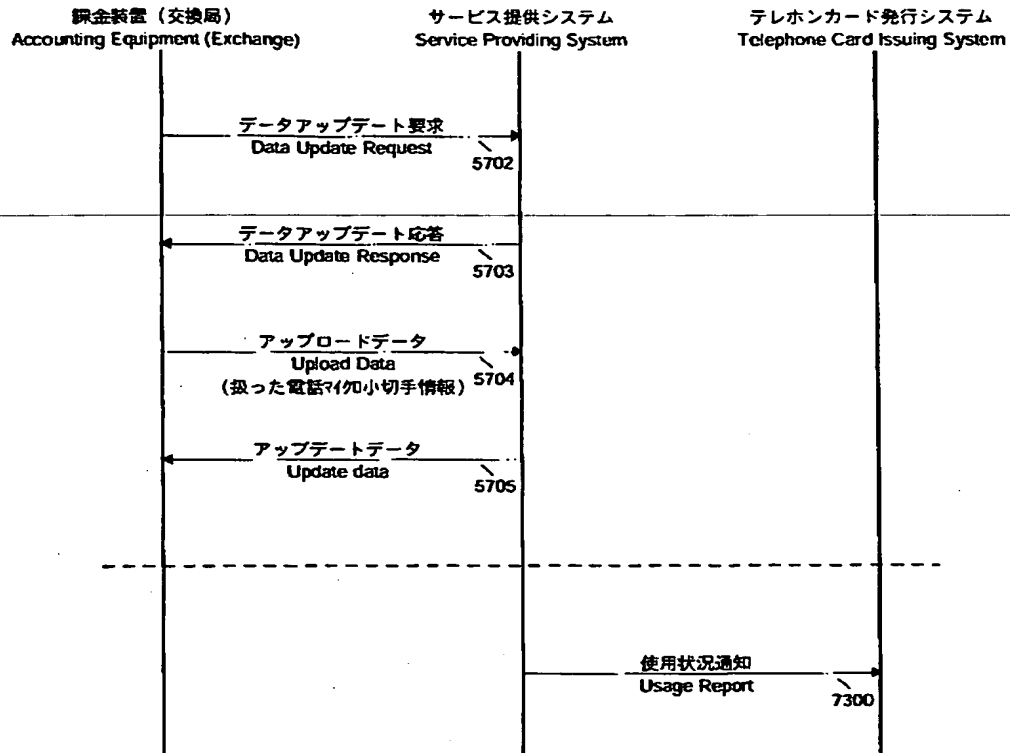 課金装置（交換局）
Accounting Equipment (Exchange)
サービス提供システム
Service Providing System
テレホンカード発行システム
Telephone Card Issuing System
データアップデート要求
Data Update Request
5702
データアップデート応答
Data Update Response
5703
アップロードデータ
Upload Data
（扱った電話マイクロ小切手情報）
5704
アップデートデータ
Update data
5705
使用状況通知
Usage Report
7300